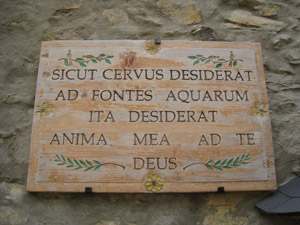 SICUT CERVUS DESIDERAT
AD FONTES AQUARUM
ITA DESIDERAT
ANIMA MEA AD TE
DEUS